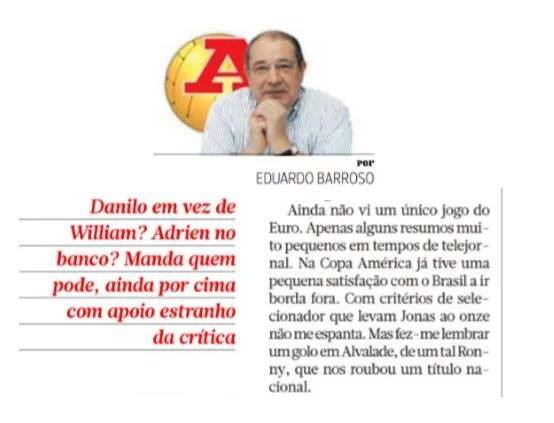 A
por
EDUARDO BARROSO
Danilo em vez de
William? Adrien no
banco? Manda quem
pode, ainda por cima
com apoio estranho
da crítica
Ainda não vi um único jogo do
Euro. Apenas alguns resumos mui-
to pequenos em tempos de telejor-
nal. Na Copa América já tive uma
pequena satisfação com o Brasil a ir
borda fora. Com critérios de sele-
cionador que levam Jonas ao onze
não me espanta. Mas fez-me lembrar
um golo em Alvalade, de um tal Ron-
ny, que nos roubou um título na-
cional.